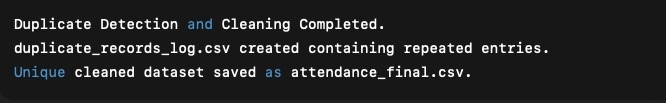 Duplicate Detection and Cleaning Completed.
duplicate_records_log.csv created containing repeated entries.
Unique cleaned dataset saved as attendance_final.csv.